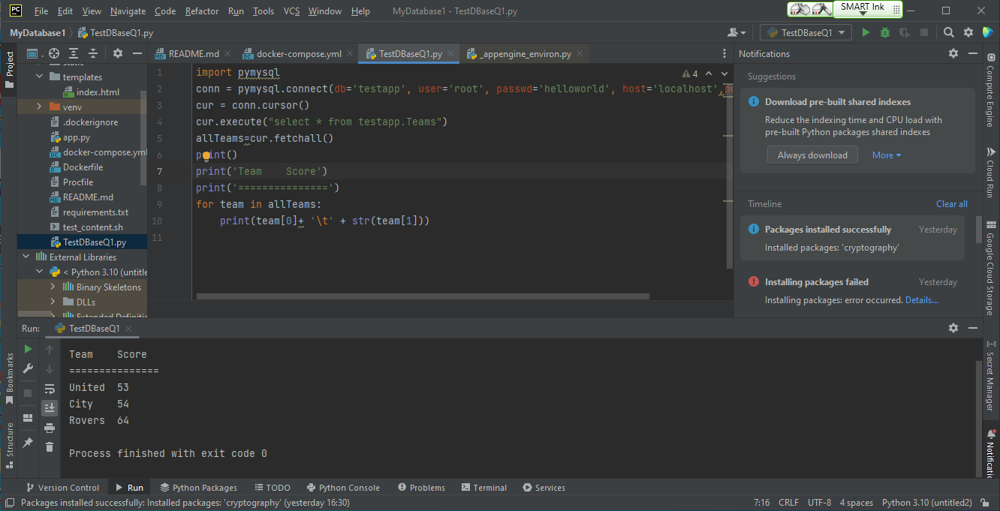 PC File Edit View Navigate Code Refactor Run Tools VCS Window Help MyDatabase1 - TestDBaseQ1.py SMART Ink
MyDatabase1 TestDBaseQ1.py TestDBaseQ1
Project
README.md docker-compose.yml TestDBaseQ1.py _appengine_environ.py
templates
index.html
venv
.dockerignore
app.py
docker-compose.yml
Dockerfile
Procfile
README.md
requirements.txt
test_content.sh
TestDBaseQ1.py
External Libraries
< Python 3.10 (untitle
Binary Skeletons
DLLs
Extended Definitio
4
1 import pymysql
2 conn = pymysql.connect(db='testapp', user='root', passwd='helloworld', host='localhost',po
3 cur = conn.cursor()
4 cur.execute("select * from testapp.Teams")
5 allTeams=cur.fetchall()
6 print()
7 print('Team    Score')
8 print('===============')
9 for team in allTeams:
10     print(team[0]+ '\t' + str(team[1]))
11
Notifications
Suggestions
Download pre-built shared indexes
Reduce the indexing time and CPU load with
pre-built Python packages shared indexes
Always download More
Timeline Clear all
Packages installed successfully Yesterday
Installed packages: 'cryptography'
Installing packages failed Yesterday
Installing packages: error occurred. Details...
Compute Engine
Cloud Run
Google Cloud Storage
Secret Manager
Notificati
Run: TestDBaseQ1
Bookmarks
Structure
Team    Score
===============
United  53
City    54
Rovers  64
Process finished with exit code 0
Version Control Run Python Packages TODO Python Console Problems Terminal Services
Packages installed successfully: Installed packages: 'cryptography' (yesterday 16:30) 7:16 CRLF UTF-8 4 spaces Python 3.10 (untitled2)